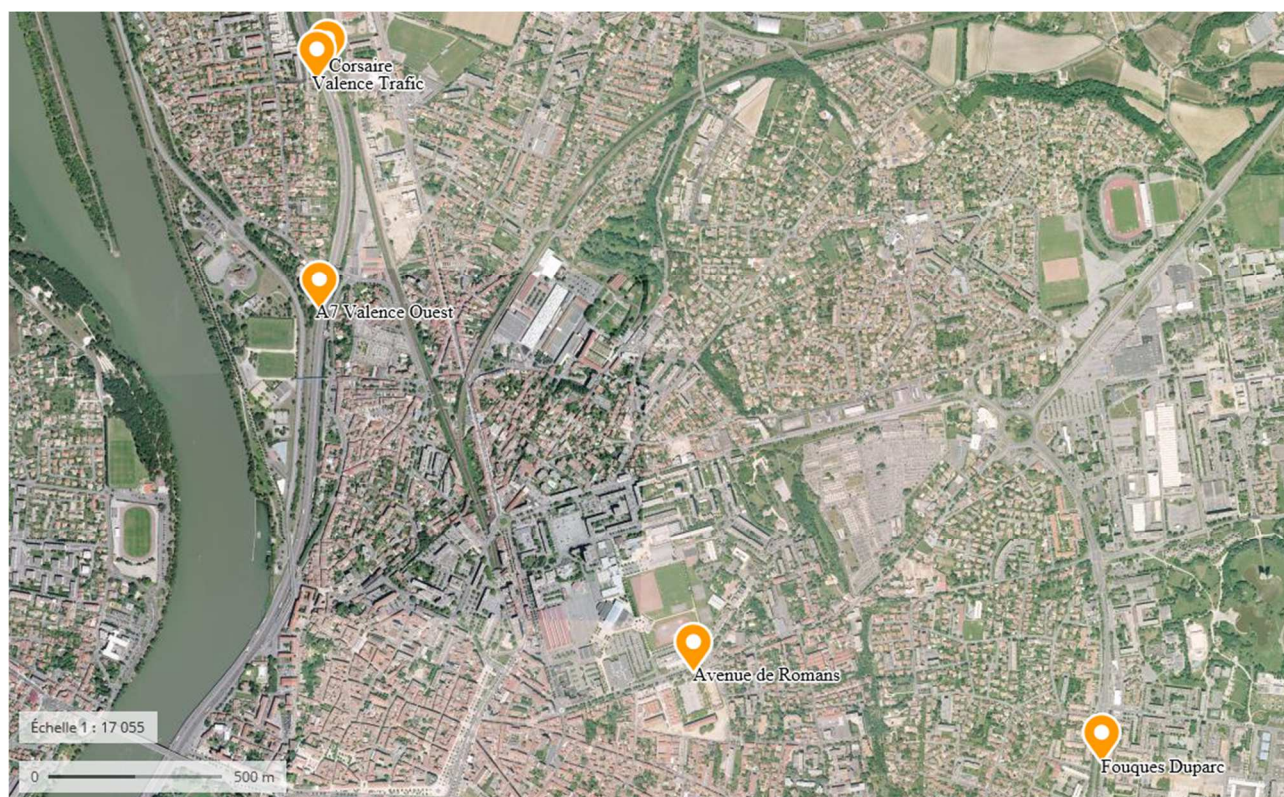 Corsaire
Valence Trafic
A7 Valence Ouest
Avenue de Romans
Échelle 1 : 17 055
Fouques Duparc
0 500 m